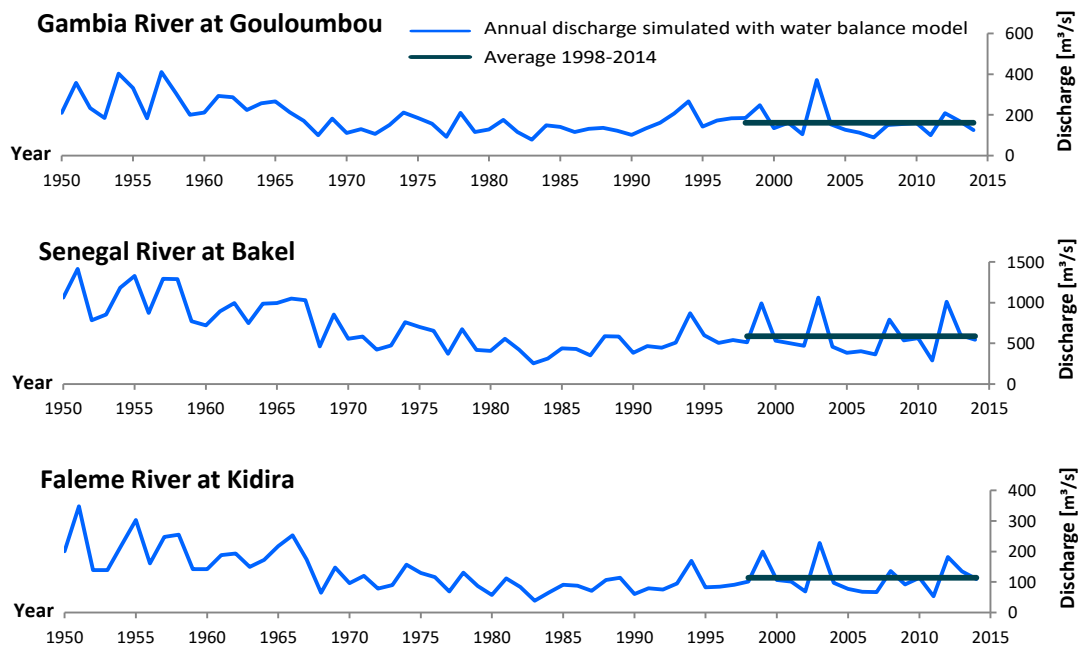 Gambia River at Gouloumbou
Annual discharge simulated with water balance model
Average 1998-2014
600
400
200
0
Discharge [m³/s]
Year
1950 1955 1960 1965 1970 1975 1980 1985 1990 1995 2000 2005 2010 2015
Senegal River at Bakel
1500
1000
500
0
Discharge [m³/s]
Year
1950 1955 1960 1965 1970 1975 1980 1985 1990 1995 2000 2005 2010 2015
Faleme River at Kidira
400
300
200
100
0
Discharge [m³/s]
Year
1950 1955 1960 1965 1970 1975 1980 1985 1990 1995 2000 2005 2010 2015